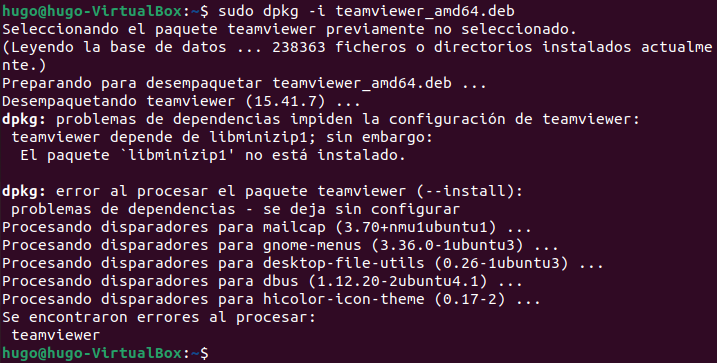 hugo@hugo-VirtualBox:~$ sudo dpkg -i teamviewer_amd64.deb
Seleccionando el paquete teamviewer previamente no seleccionado.
(Leyendo la base de datos ... 238363 ficheros o directorios instalados actualme
nte.)
Preparando para desempaquetar teamviewer_amd64.deb ...
Desempaquetando teamviewer (15.41.7) ...
dpkg: problemas de dependencias impiden la configuración de teamviewer:
 teamviewer depende de libminizip1; sin embargo:
  El paquete `libminizip1' no está instalado.

dpkg: error al procesar el paquete teamviewer (--install):
 problemas de dependencias - se deja sin configurar
Procesando disparadores para mailcap (3.70+nmu1ubuntu1) ...
Procesando disparadores para gnome-menus (3.36.0-1ubuntu3) ...
Procesando disparadores para desktop-file-utils (0.26-1ubuntu3) ...
Procesando disparadores para dbus (1.12.20-2ubuntu4.1) ...
Procesando disparadores para hicolor-icon-theme (0.17-2) ...
Se encontraron errores al procesar:
 teamviewer
hugo@hugo-VirtualBox:~$